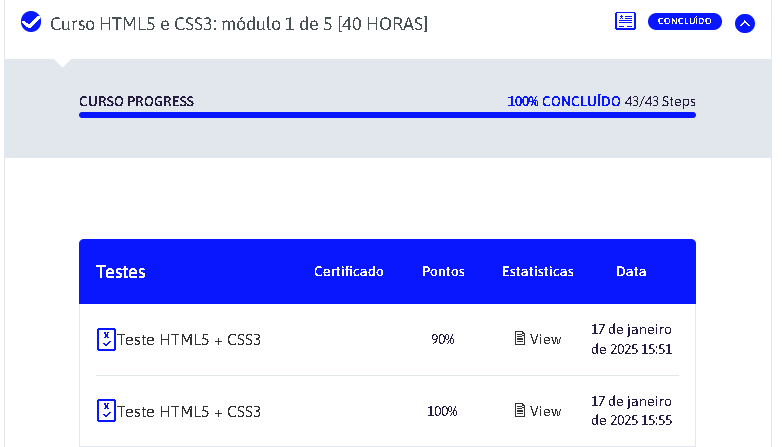 Curso HTML5 e CSS3: módulo 1 de 5 [40 HORAS]
CONCLUÍDO
CURSO PROGRESS
100% CONCLUÍDO 43/43 Steps
Testes Certificado Pontos Estatisticas Data
Teste HTML5 + CSS3 90% View 17 de janeiro
de 2025 15:51
Teste HTML5 + CSS3 100% View 17 de janeiro
de 2025 15:55